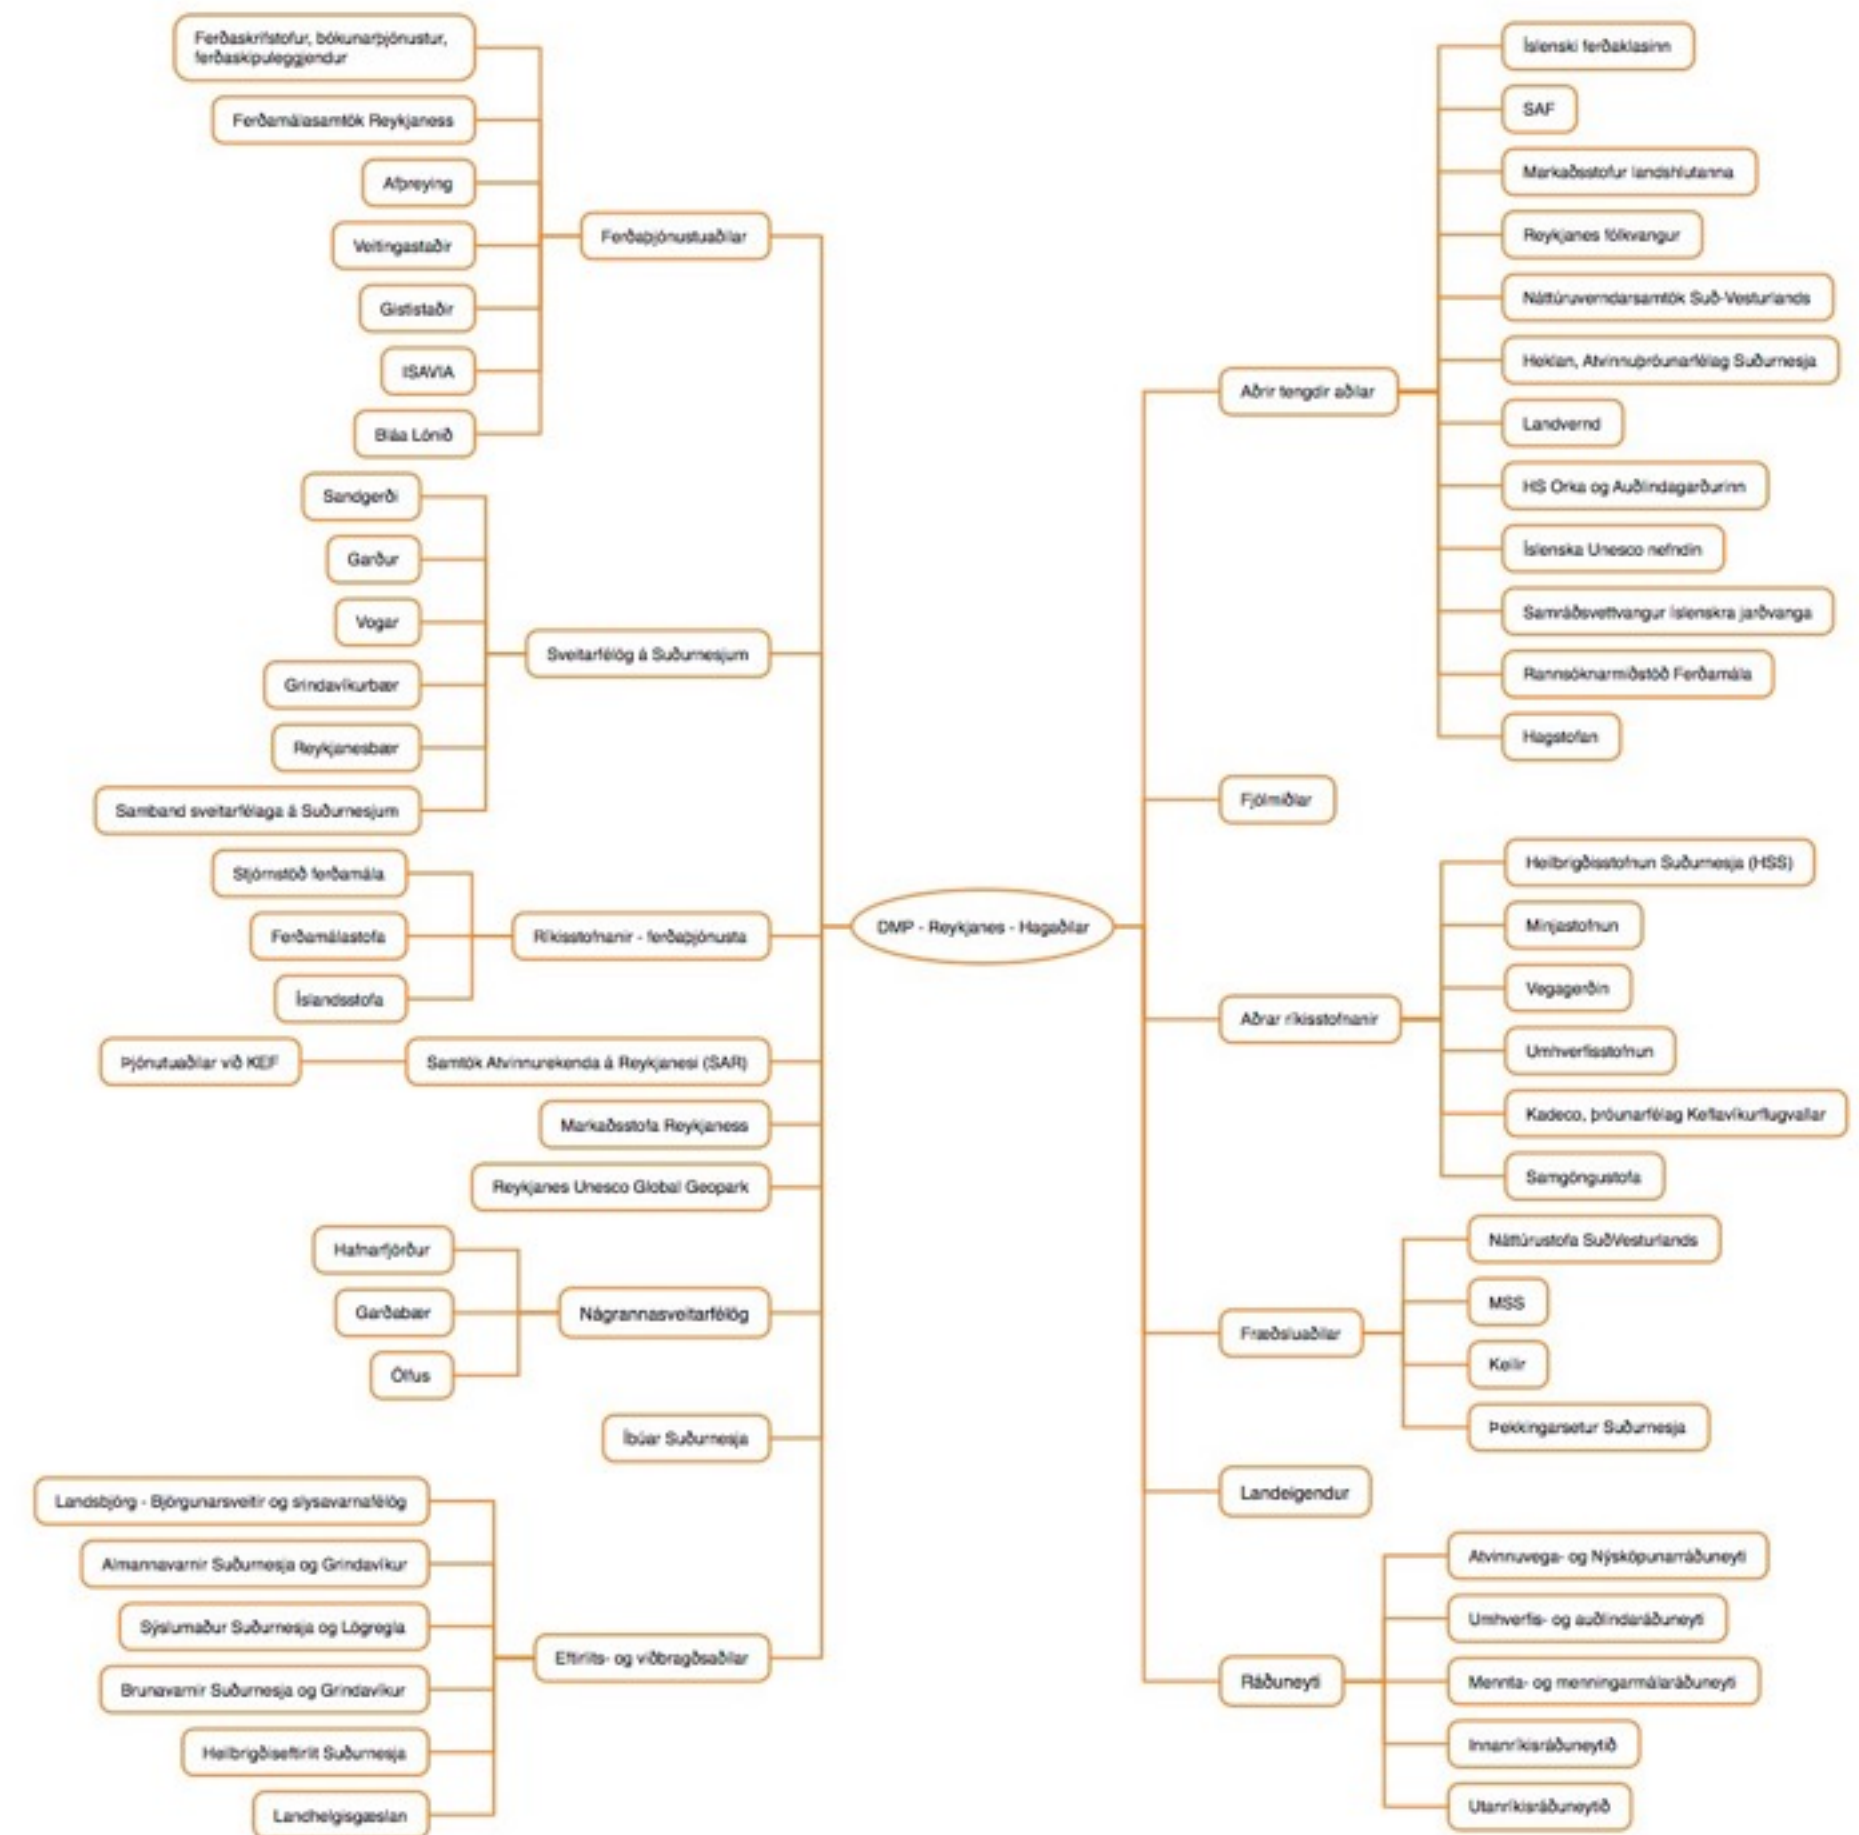 Ferðaskrifstofur, bókunarþjónustur,
ferðaskipuleggjendur
Ferðamálasamtök Reykjaness
Afþreying
Veitingastaðir
Gististaðir
ISAVIA
Bláa Lónið
Ferðaþjónustuaðilar
Sandgerði
Garður
Vogar
Grindavíkurbær
Reykjanesbær
Samband sveitarfélaga á Suðurnesjum
Sveitarfélög á Suðurnesjum
Stjórnstöð ferðamála
Ferðamálastofa
Íslandsstofa
Ríkisstofnanir - ferðaþjónusta
Þjónutuaðilar við KEF
Samtök Atvinnurekenda á Reykjanesi (SAR)
Markaðsstofa Reykjaness
Reykjanes Unesco Global Geopark
Hafnarfjörður
Garðabær
Ölfus
Nágrannasveitarfélög
Íbúar Suðurnesja
Landsbjörg - Björgunarsveitir og slysavarnafélög
Almannavarnir Suðurnesja og Grindavíkur
Sýslumaður Suðurnesja og Lögregla
Brunavarnir Suðurnesja og Grindavíkur
Heilbrigðiseftirlit Suðurnesja
Landhelgisgæslan
Eftirlits- og viðbragðsaðilar
DMP - Reykjanes - Hagaðilar
Aðrir tengdir aðilar
Íslenski ferðaklasinn
SAF
Markaðsstofur landshlutanna
Reykjanes fólkvangur
Náttúruverndarsamtök Suð-Vesturlands
Heklan, Atvinnuþróunarfélag Suðurnesja
Landvernd
HS Orka og Auðlindagarðurinn
Íslenska Unesco nefndin
Samráðsvettvangur íslenskra jarðvanga
Rannsóknarmiðstöð Ferðamála
Hagstofan
Fjölmiðlar
Aðrar ríkisstofnanir
Heilbrigðisstofnun Suðurnesja (HSS)
Minjastofnun
Vegagerðin
Umhverfisstofnun
Kadeco, þróunarfélag Keflavíkurflugvallar
Samgöngustofa
Fræðsluaðilar
Náttúrustofa SuðVesturlands
MSS
Keilir
Þekkingarsetur Suðurnesja
Landeigendur
Ráðuneyti
Atvinnuvega- og Nýsköpunarráðuneyti
Umhverfis- og auðlindaráðuneyti
Mennta- og menningarmálaráðuneyti
Innanríkisráðuneytið
Utanríkisráðuneytið